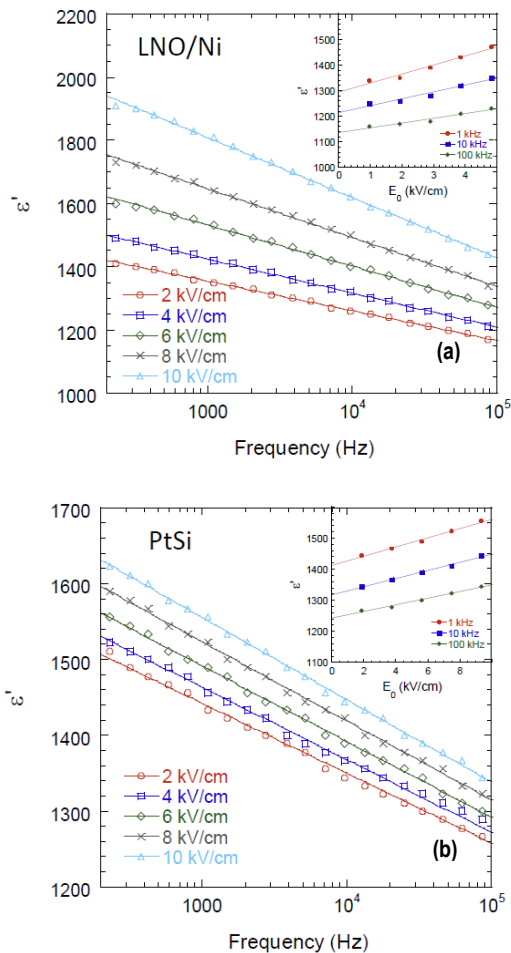 LNO/Ni
2200
2000
1800
1600
1400
1200
1000
ε'
1500
1400
1300
1200
1100
1000
ε'
0 1 2 3 4
E0 (kV/cm)
1 kHz
10 kHz
100 kHz
2 kV/cm
4 kV/cm
6 kV/cm
8 kV/cm
10 kV/cm
(a)
1000 10⁴ 10⁵
Frequency (Hz)
PtSi
1700
1600
1500
1400
1300
1200
ε'
1500
1400
1300
1200
1100
ε'
0 2 4 6 8
E0 (kV/cm)
1 kHz
10 kHz
100 kHz
2 kV/cm
4 kV/cm
6 kV/cm
8 kV/cm
10 kV/cm
(b)
1000 10⁴ 10⁵
Frequency (Hz)